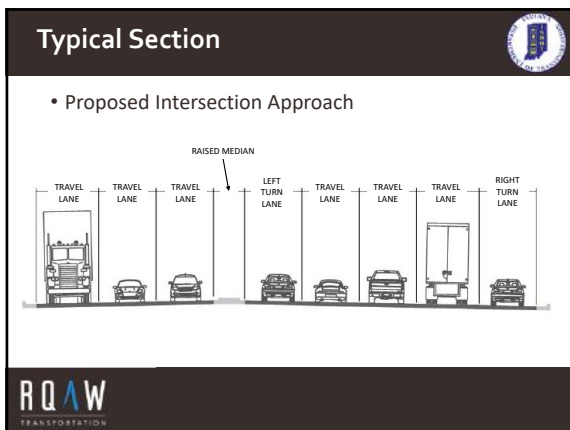 Typical Section
• Proposed Intersection Approach
RAISED MEDIAN
TRAVEL
LANE
TRAVEL
LANE
TRAVEL
LANE
LEFT
TURN
LANE
TRAVEL
LANE
TRAVEL
LANE
TRAVEL
LANE
RIGHT
TURN
LANE
RQAW
TRANSPORTATION